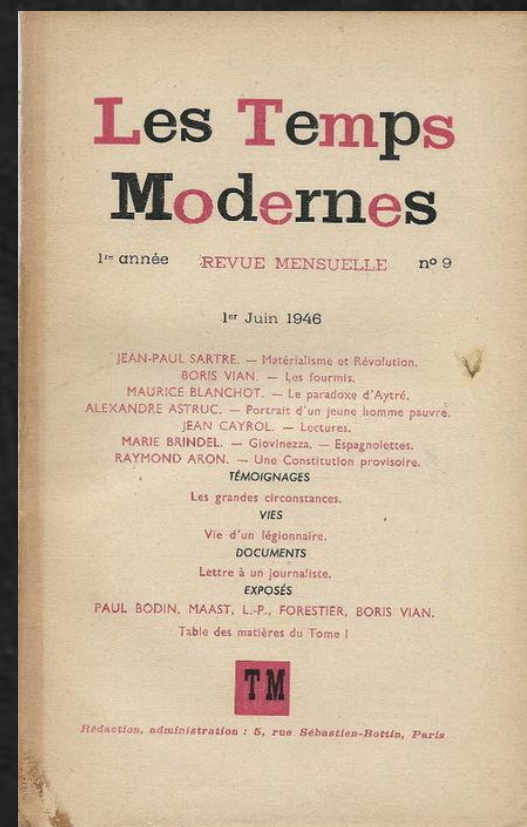 Les Temps
Modernes
1re année REVUE MENSUELLE nº 9
1er Juin 1946
JEAN-PAUL SARTRE. — Matérialisme et Révolution.
BORIS VIAN. — Les fourmis.
MAURICE BLANCHOT. — Le paradoxe d'Aytré.
ALEXANDRE ASTRUC. — Portrait d'un jeune homme pauvre.
JEAN CAYROL. — Lectures.
MARIE BRINDEL. — Giovinezza. — Espagnolettes.
RAYMOND ARON. — Une Constitution provisoire.
TÉMOIGNAGES
Les grandes circonstances.
VIES
Vie d'un légionnaire.
DOCUMENTS
Lettre à un journaliste.
EXPOSÉS
PAUL BODIN, MAAST, L.-P., FORESTIER, BORIS VIAN.
Table des matières du Tome I
TM
Rédaction, administration : 5, rue Sébastien-Bottin, Paris